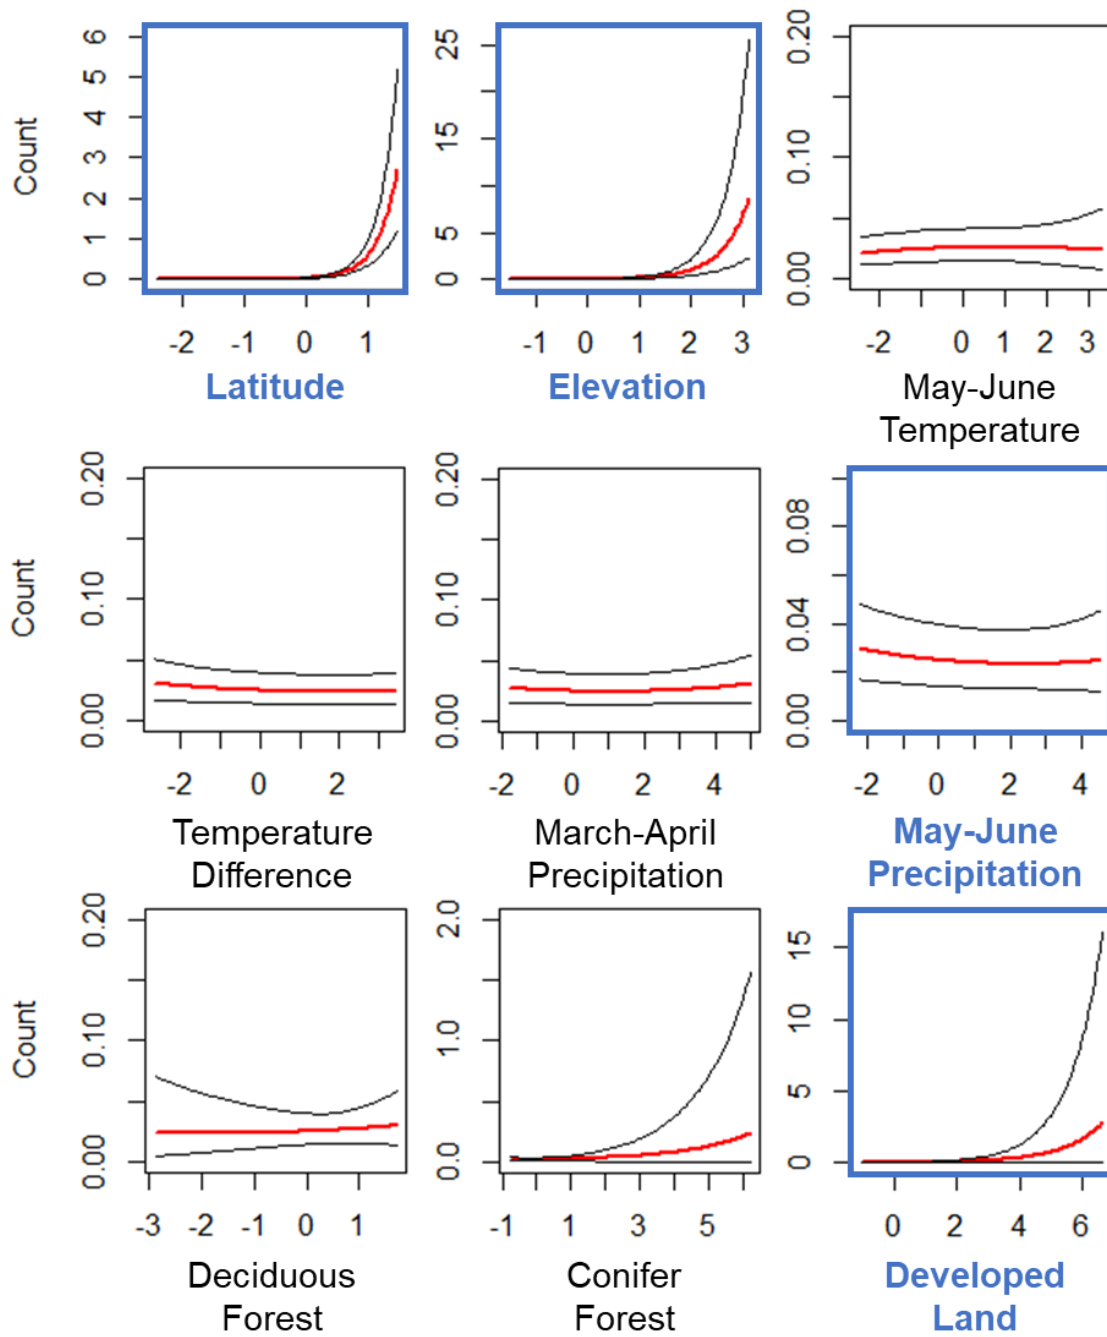 6
5
4
3
2
1
0
Count
-2 -1 0 1
Latitude
25
15
5
0
-1 0 1 2 3
Elevation
0.20
0.10
0.00
-2 0 1 2 3
May-June
Temperature
0.20
0.10
0.00
Count
-2 0 2
Temperature
Difference
0.20
0.10
0.00
-2 0 2 4
March-April
Precipitation
0.08
0.04
0.00
-2 0 2 4
May-June
Precipitation
0.20
0.10
0.00
Count
-3 -2 -1 0 1
Deciduous
Forest
2.0
1.0
0.0
-1 1 3 5
Conifer
Forest
15
10
5
0
0 2 4 6
Developed
Land